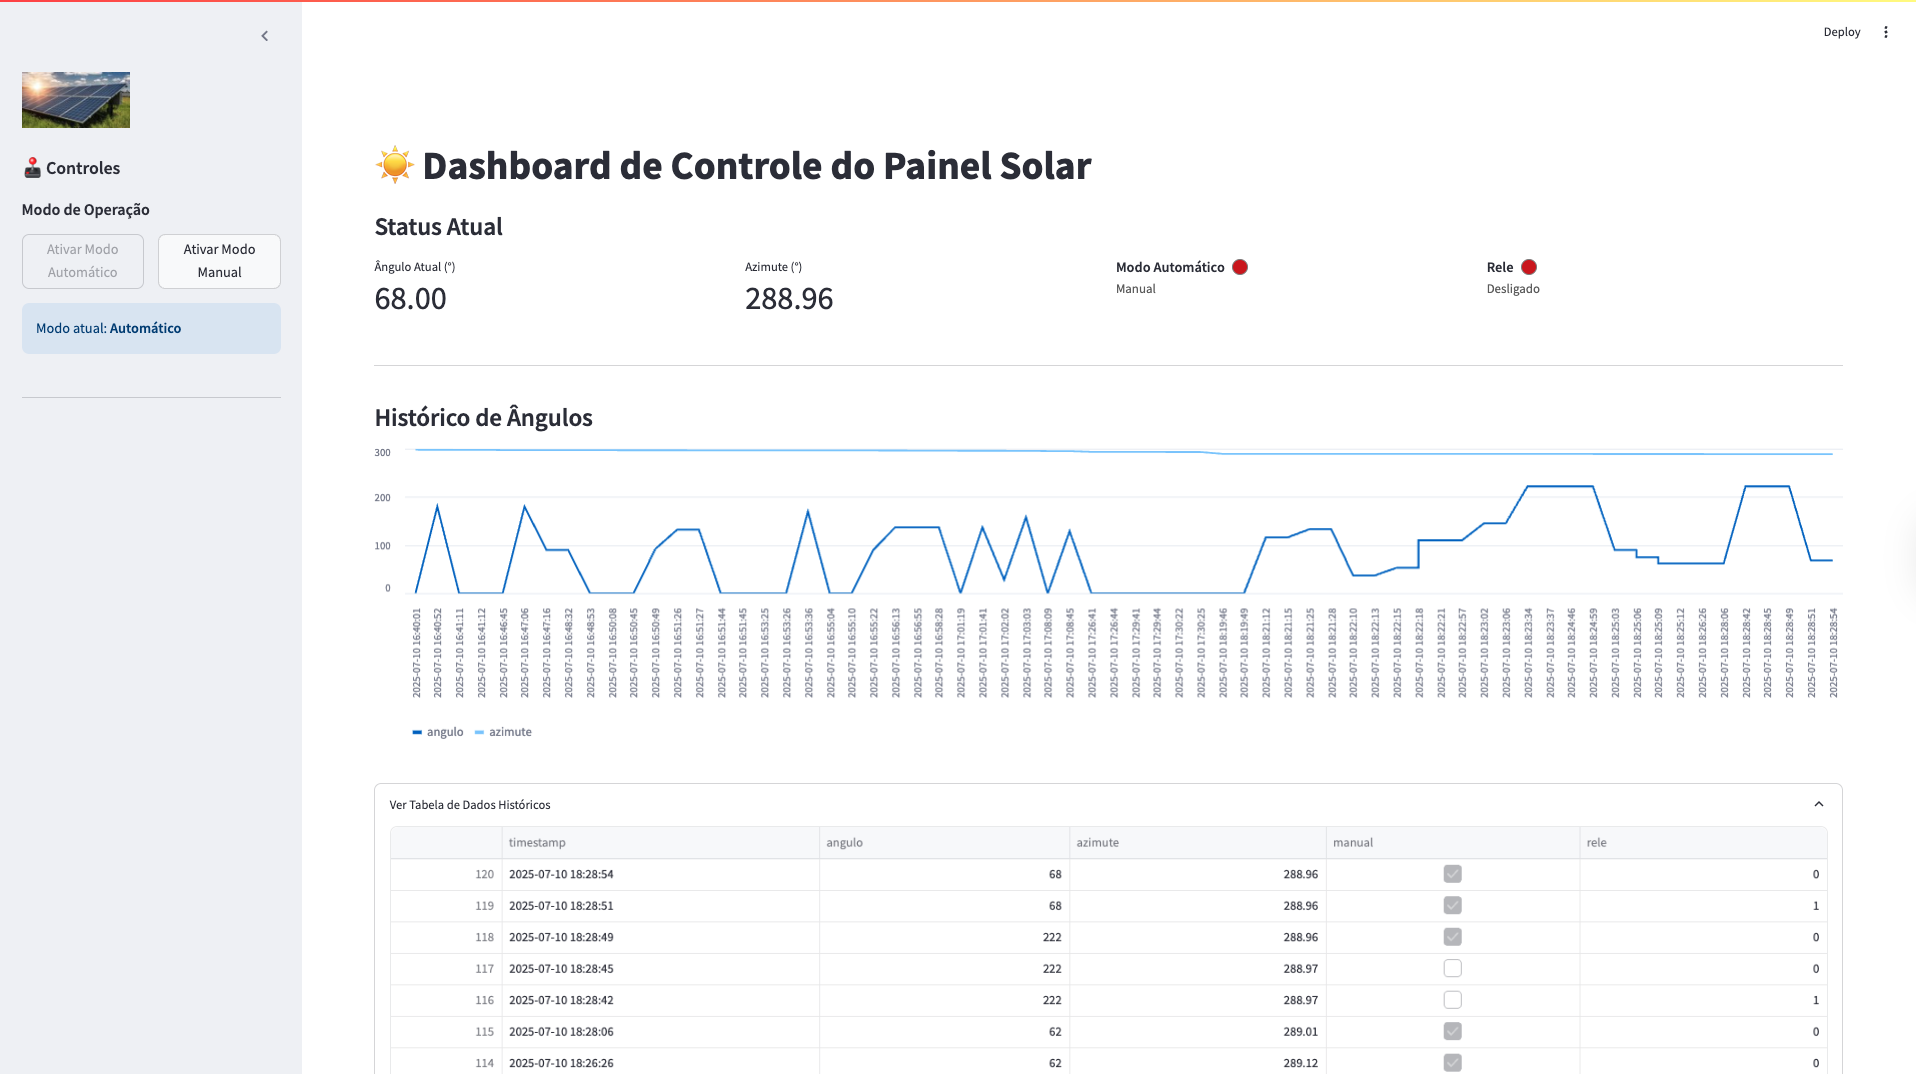 Deploy
Controles
Modo de Operação
Ativar Modo Automático
Ativar Modo Manual
Modo atual: Automático
Dashboard de Controle do Painel Solar
Status Atual
Ângulo Atual (°)
68.00
Azimute (°)
288.96
Modo Automático
Manual
Rele
Desligado
Histórico de Ângulos
300
200
100
0
2025-07-10 16:40:01
2025-07-10 16:40:52
2025-07-10 16:41:11
2025-07-10 16:41:12
2025-07-10 16:46:45
2025-07-10 16:47:06
2025-07-10 16:47:16
2025-07-10 16:48:32
2025-07-10 16:48:53
2025-07-10 16:50:08
2025-07-10 16:50:45
2025-07-10 16:50:49
2025-07-10 16:51:26
2025-07-10 16:51:27
2025-07-10 16:51:44
2025-07-10 16:51:45
2025-07-10 16:53:25
2025-07-10 16:53:26
2025-07-10 16:53:36
2025-07-10 16:55:04
2025-07-10 16:55:10
2025-07-10 16:55:22
2025-07-10 16:56:13
2025-07-10 16:56:55
2025-07-10 16:58:28
2025-07-10 17:01:19
2025-07-10 17:01:41
2025-07-10 17:02:02
2025-07-10 17:03:03
2025-07-10 17:08:09
2025-07-10 17:08:45
2025-07-10 17:26:41
2025-07-10 17:26:44
2025-07-10 17:29:41
2025-07-10 17:29:44
2025-07-10 17:30:22
2025-07-10 17:30:25
2025-07-10 18:19:46
2025-07-10 18:19:49
2025-07-10 18:21:12
2025-07-10 18:21:15
2025-07-10 18:21:25
2025-07-10 18:21:28
2025-07-10 18:22:10
2025-07-10 18:22:13
2025-07-10 18:22:15
2025-07-10 18:22:18
2025-07-10 18:22:21
2025-07-10 18:22:57
2025-07-10 18:23:02
2025-07-10 18:23:06
2025-07-10 18:23:34
2025-07-10 18:23:37
2025-07-10 18:24:46
2025-07-10 18:24:59
2025-07-10 18:25:03
2025-07-10 18:25:06
2025-07-10 18:25:09
2025-07-10 18:25:12
2025-07-10 18:26:26
2025-07-10 18:28:06
2025-07-10 18:28:42
2025-07-10 18:28:45
2025-07-10 18:28:49
2025-07-10 18:28:51
2025-07-10 18:28:54
angulo azimute
Ver Tabela de Dados Históricos
timestamp angulo azimute manual rele
120 2025-07-10 18:28:54 68 288.96 0
119 2025-07-10 18:28:51 68 288.96 1
118 2025-07-10 18:28:49 222 288.96 0
117 2025-07-10 18:28:45 222 288.97 0
116 2025-07-10 18:28:42 222 288.97 1
115 2025-07-10 18:28:06 62 289.01 0
114 2025-07-10 18:26:26 62 289.12 0